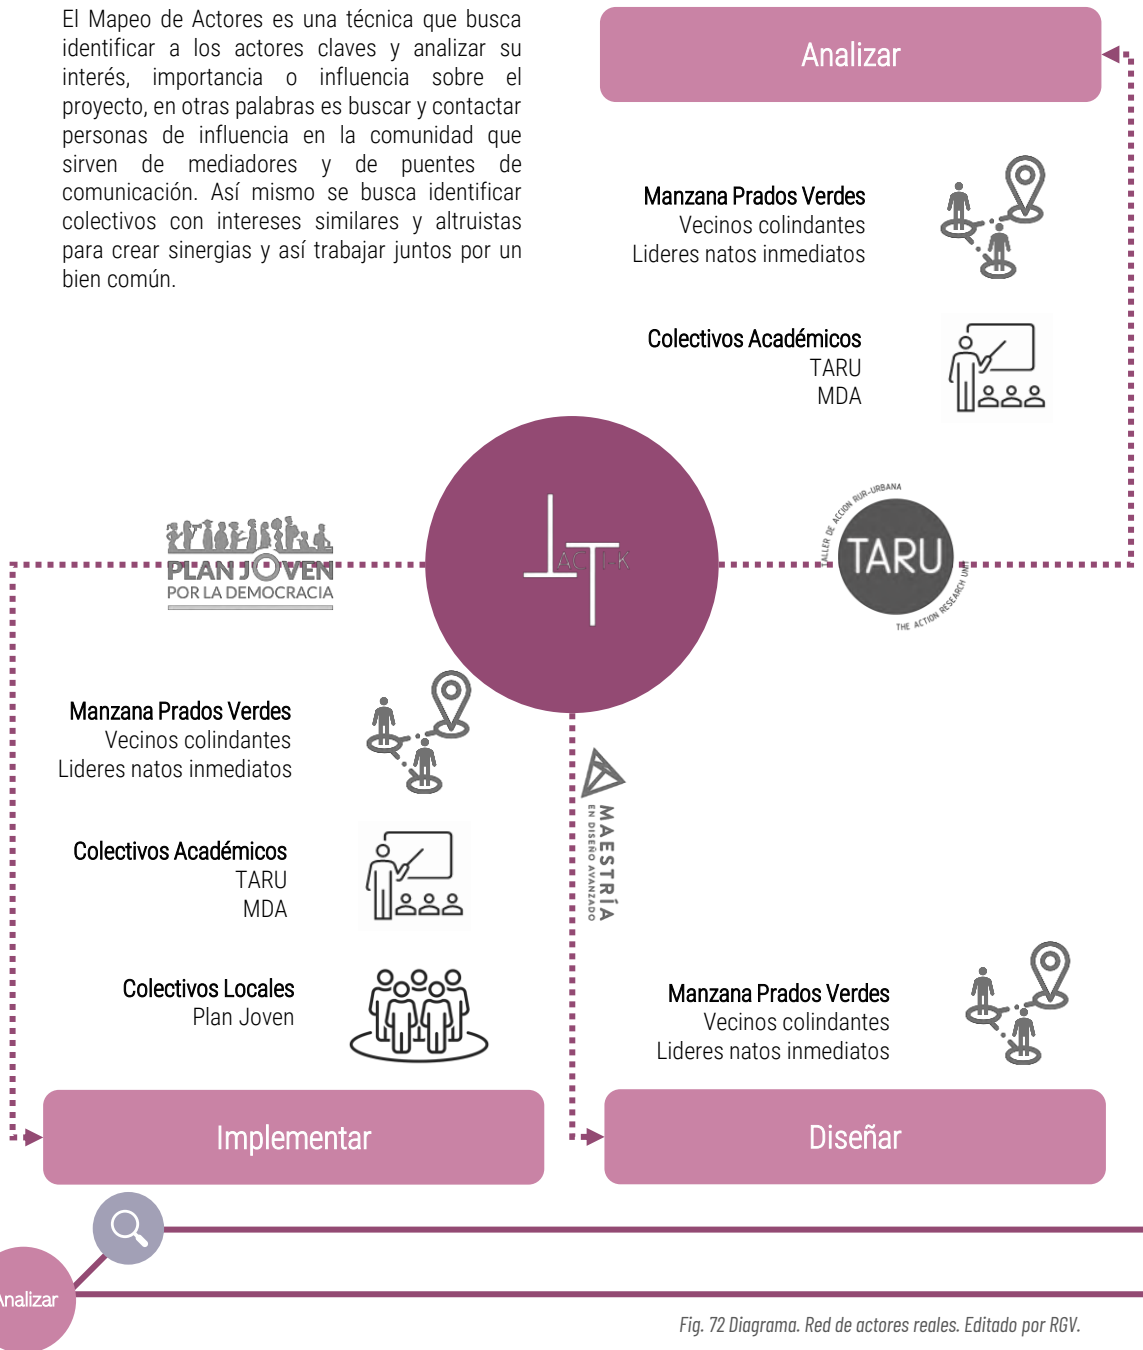 El Mapeo de Actores es una técnica que busca
identificar a los actores claves y analizar su
interés, importancia o influencia sobre el
proyecto, en otras palabras es buscar y contactar
personas de influencia en la comunidad que
sirven de mediadores y de puentes de
comunicación. Así mismo se busca identificar
colectivos con intereses similares y altruistas
para crear sinergias y así trabajar juntos por un
bien común.
Analizar
Manzana Prados Verdes
Vecinos colindantes
Lideres natos inmediatos
Colectivos Académicos
TARU
MDA
PLAN JOVEN
POR LA DEMOCRACIA
LACTI-K
TALLER DE ACCION RUR-URBANA
TARU
THE ACTION RESEARCH UNIT
Manzana Prados Verdes
Vecinos colindantes
Lideres natos inmediatos
Colectivos Académicos
TARU
MDA
Colectivos Locales
Plan Joven
MAESTRÍA
EN DISEÑO AVANZADO
Manzana Prados Verdes
Vecinos colindantes
Lideres natos inmediatos
Implementar
Diseñar
Analizar
Fig. 72 Diagrama. Red de actores reales. Editado por RGV.